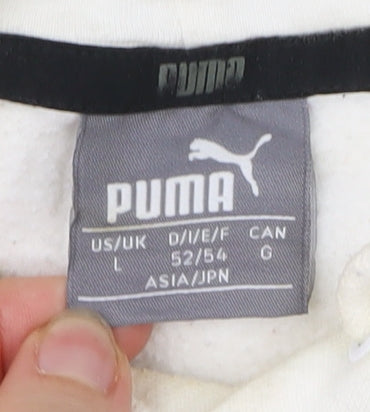 PUMA
PUMA
US/UK D/I/E/F CAN
L 52/54 G
ASIA/JPN